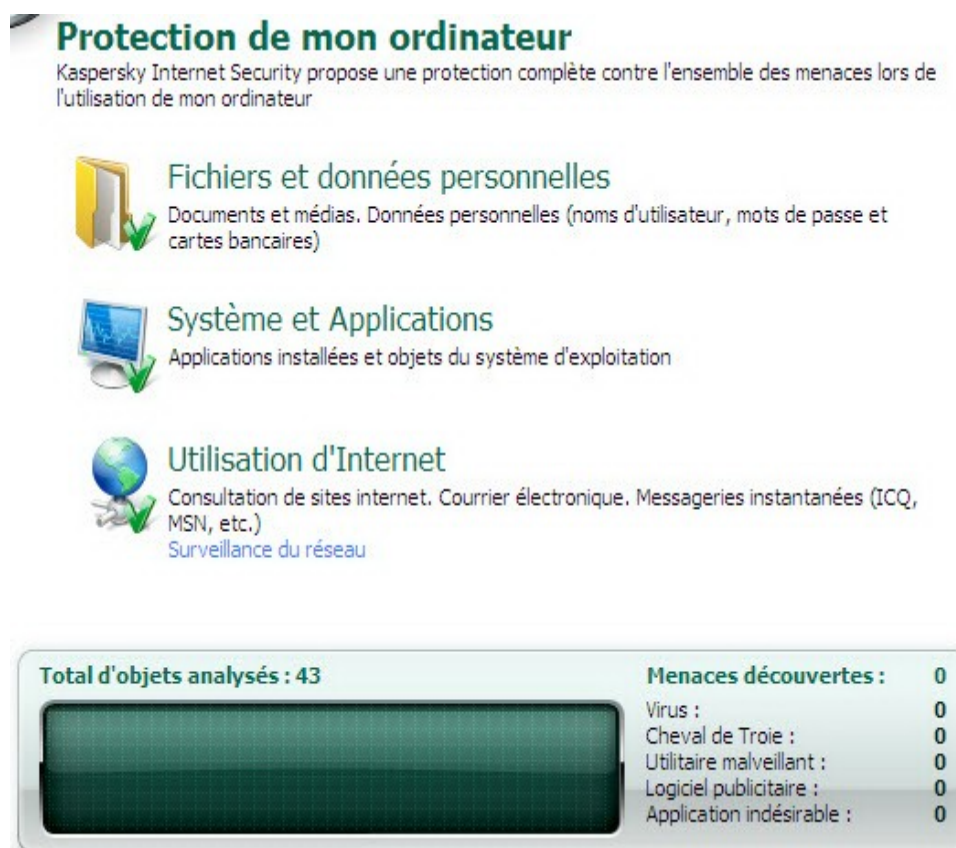 Protection de mon ordinateur
Kaspersky Internet Security propose une protection complète contre l'ensemble des menaces lors de
l'utilisation de mon ordinateur
Fichiers et données personnelles
Documents et médias. Données personnelles (noms d'utilisateur, mots de passe et
cartes bancaires)
Système et Applications
Applications installées et objets du système d'exploitation
Utilisation d'Internet
Consultation de sites internet. Courrier électronique. Messageries instantanées (ICQ,
MSN, etc.)
Surveillance du réseau
Total d'objets analysés : 43
Menaces découvertes : 0
Virus : 0
Cheval de Troie : 0
Utilitaire malveillant : 0
Logiciel publicitaire : 0
Application indésirable : 0